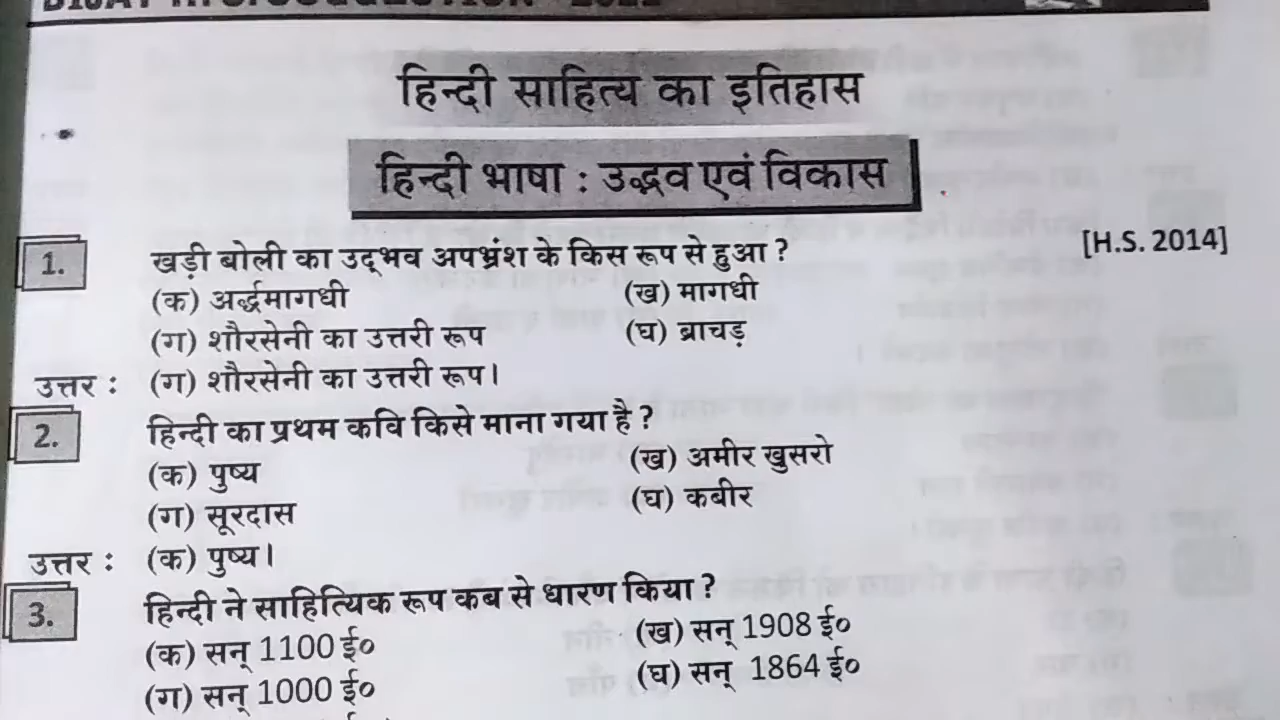 हिन्दी साहित्य का इतिहास
हिन्दी भाषा : उद्भव एवं विकास
1. खड़ी बोली का उद्‌भव अपभ्रंश के किस रूप से हुआ ? [H.S. 2014]
(क) अर्द्धमागधी (ख) मागधी
(ग) शौरसेनी का उत्तरी रूप (घ) ब्राचड़
उत्तर : (ग) शौरसेनी का उत्तरी रूप।
2. हिन्दी का प्रथम कवि किसे माना गया है ?
(क) पुष्य (ख) अमीर खुसरो
(ग) सूरदास (घ) कबीर
उत्तर : (क) पुष्य।
3. हिन्दी ने साहित्यिक रूप कब से धारण किया ?
(क) सन् 1100 ई० (ख) सन् 1908 ई०
(ग) सन् 1000 ई० (घ) सन् 1864 ई०